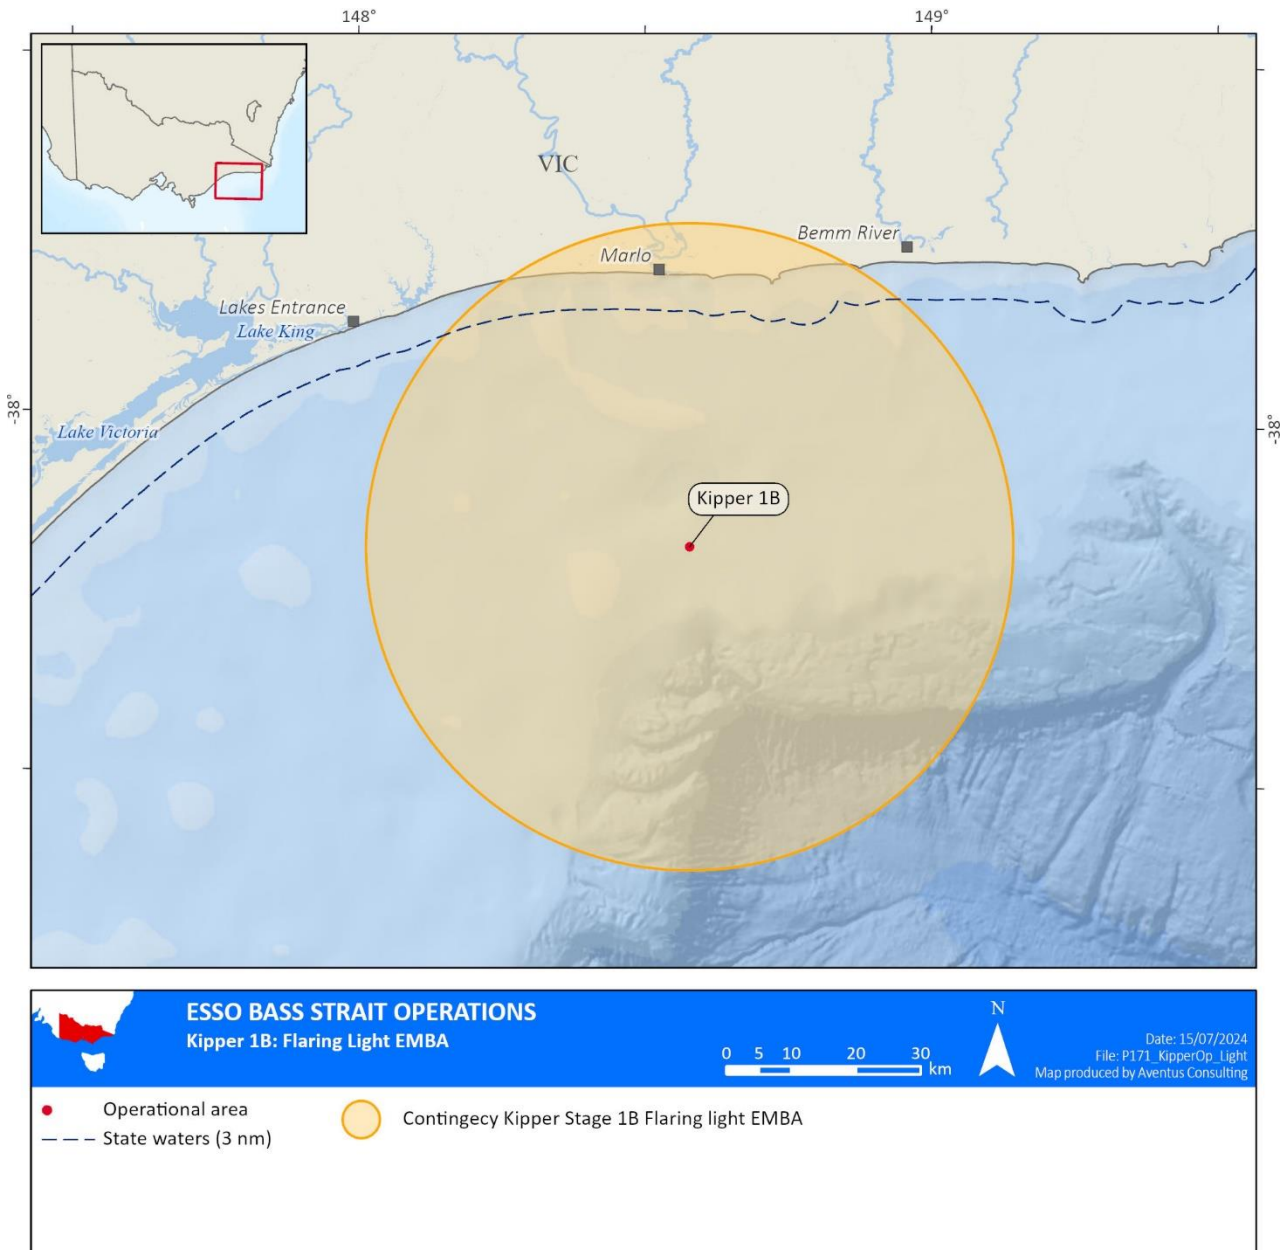 148°
149°
VIC
Bemm River
Marlo
Lakes Entrance
Lake King
-38°
-38°
Lake Victoria
Kipper 1B
ESSO BASS STRAIT OPERATIONS
Kipper 1B: Flaring Light EMBA
0 5 10 20 30
km
N
Date: 15/07/2024
File: P171_KipperOp_Light
Map produced by Aventus Consulting
Operational area
State waters (3 nm)
Contingecy Kipper Stage 1B Flaring light EMBA